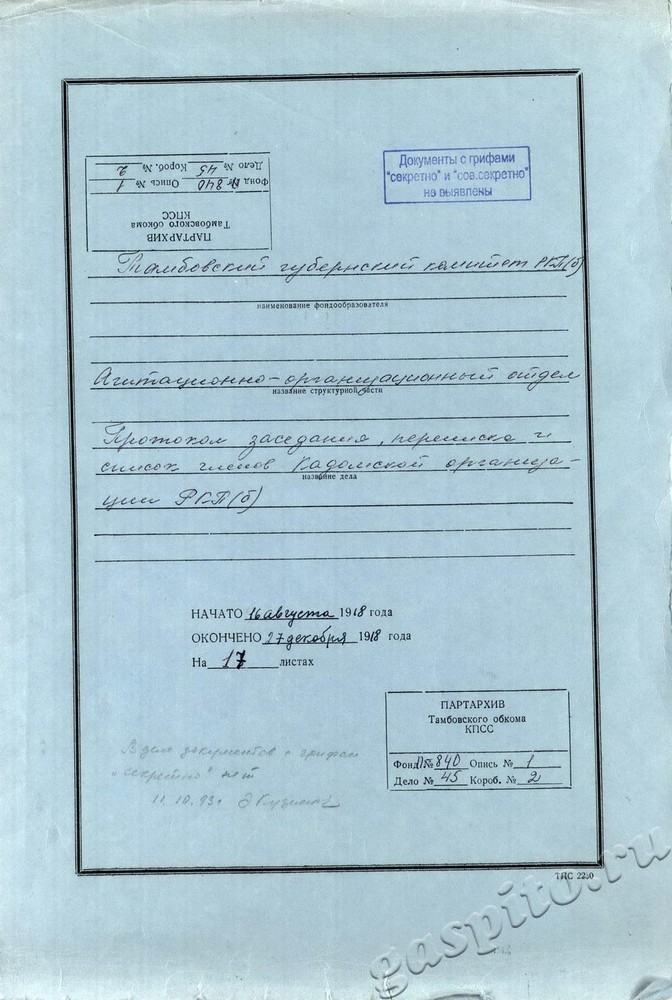 Документы с грифами
"секретно" и "сов.секретно"
не выявлены
ПАРТАРХИВ
Тамбовского обкома
КПСС
Фонд № 840 Опись № 1
Дело № 45 Короб. № 2
Тамбовский губернский комитет РКП(б)
наименование фондообразователя
Агитационно-организационный отдел
название структурной части
Протокол заседания, переписка и
список членов Кадомской организа-
название дела
ции РКП(б)
НАЧАТО 16 августа 1918 года
ОКОНЧЕНО 27 декабря 1918 года
На 17 листах
ПАРТАРХИВ
Тамбовского обкома
КПСС
Фонд № 840 Опись № 1
Дело № 45 Короб. № 2
В деле документов с грифом
"секретно" нет
11.10.93г
gaspito.ru